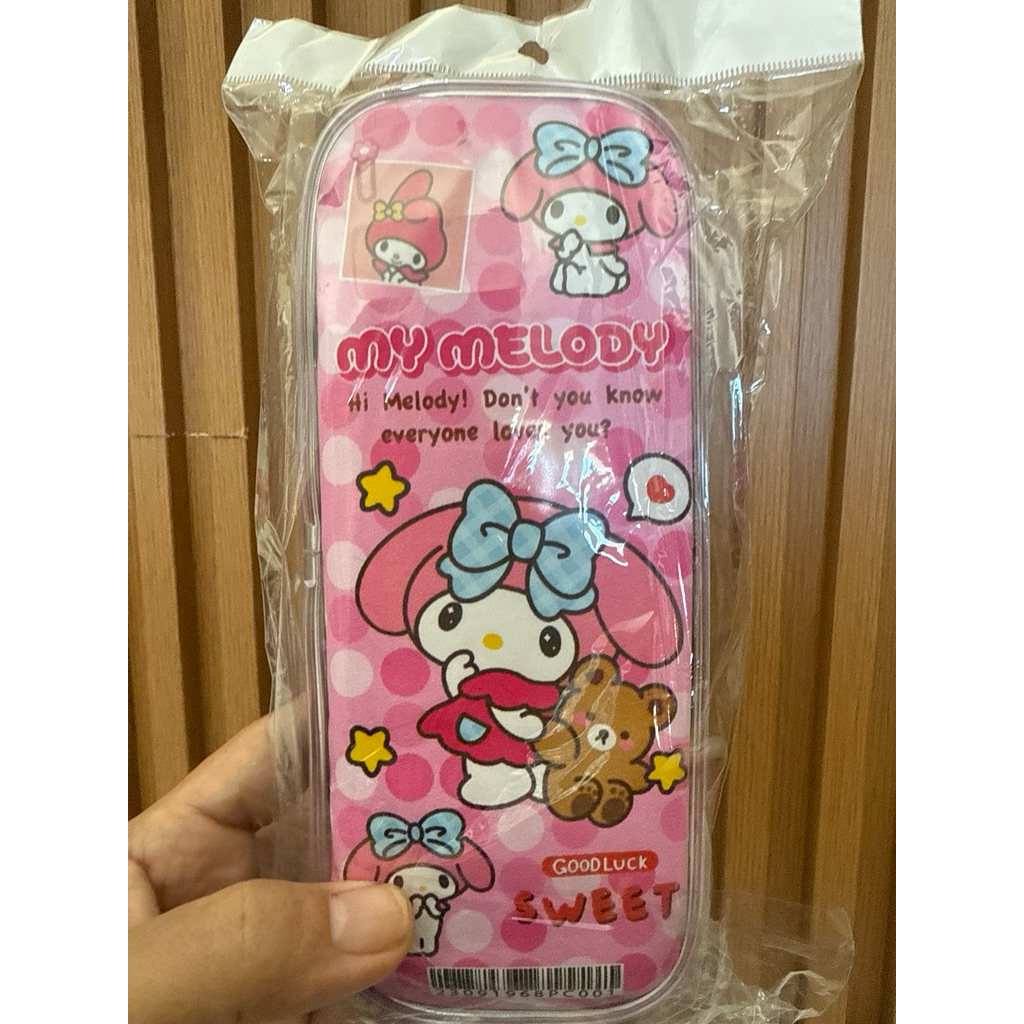 MY MELODY
Hi Melody! Don't you know
everyone loves you?
GOODLUCK
SWEET